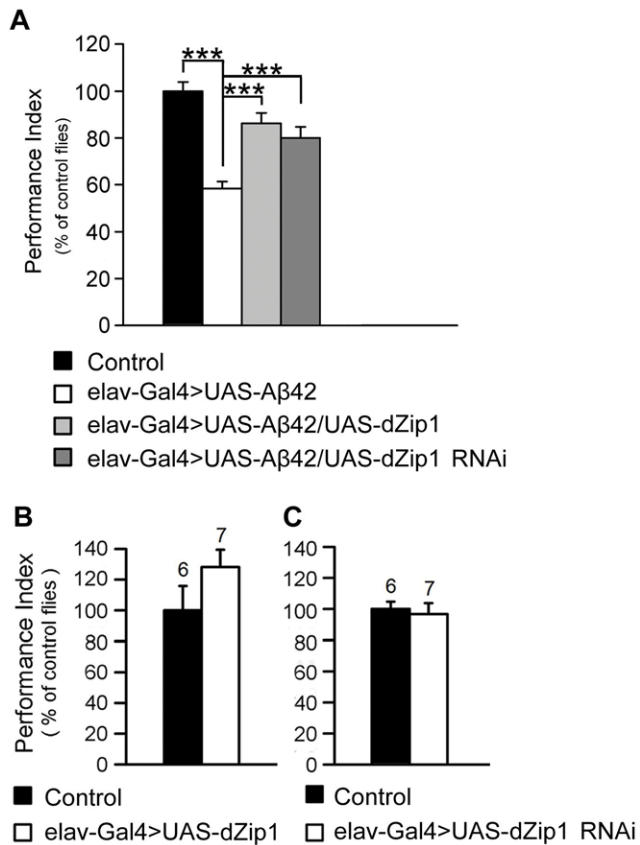 A
Performance Index
(% of control flies)
120
100
80
60
40
20
0
***
***
***
Control
elav-Gal4>UAS-Aβ42
elav-Gal4>UAS-Aβ42/UAS-dZip1
elav-Gal4>UAS-Aβ42/UAS-dZip1 RNAi
B
Performance Index
( % of control flies )
140
120
100
80
60
40
20
0
6
7
Control
elav-Gal4>UAS-dZip1
C
140
120
100
80
60
40
20
0
6
7
Control
elav-Gal4>UAS-dZip1 RNAi